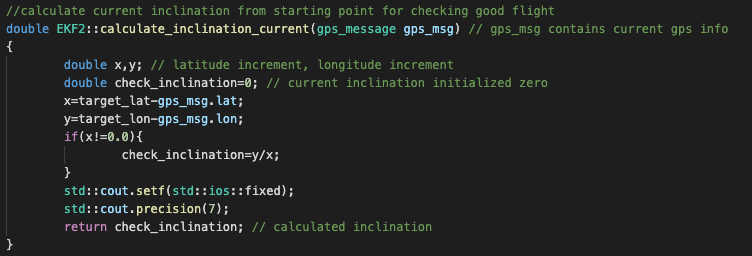 //calculate current inclination from starting point for checking good flight
double EKF2::calculate_inclination_current(gps_message gps_msg) // gps_msg contains current gps info
{
double x,y; // latitude increment, longitude increment
double check_inclination=0; // current inclination initialized zero
x=target_lat-gps_msg.lat;
y=target_lon-gps_msg.lon;
if(x!=0.0){
check_inclination=y/x;
}
std::cout.setf(std::ios::fixed);
std::cout.precision(7);
return check_inclination; // calculated inclination
}